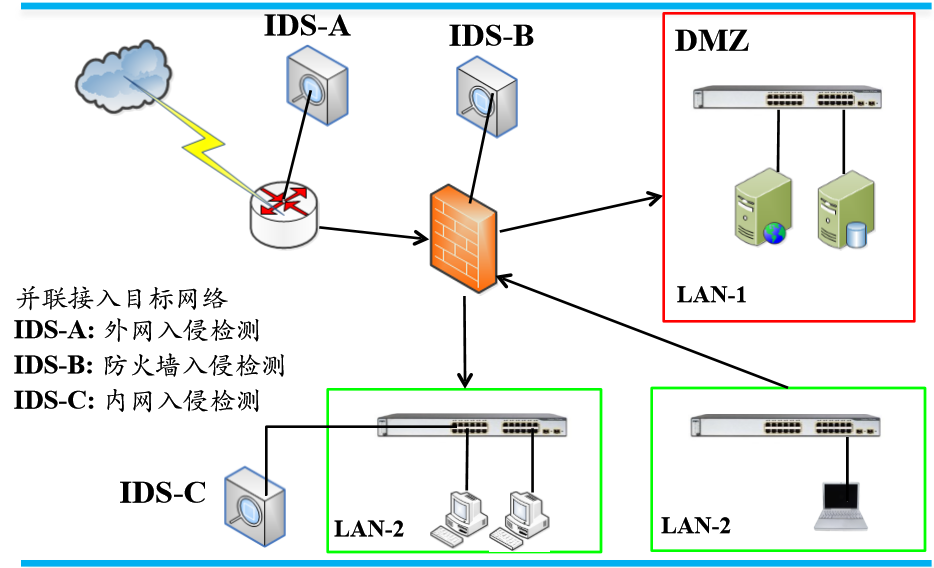 IDS-A
IDS-B
DMZ
LAN-1
并联接入目标网络
IDS-A: 外网入侵检测
IDS-B: 防火墙入侵检测
IDS-C: 内网入侵检测
IDS-C
LAN-2
LAN-2